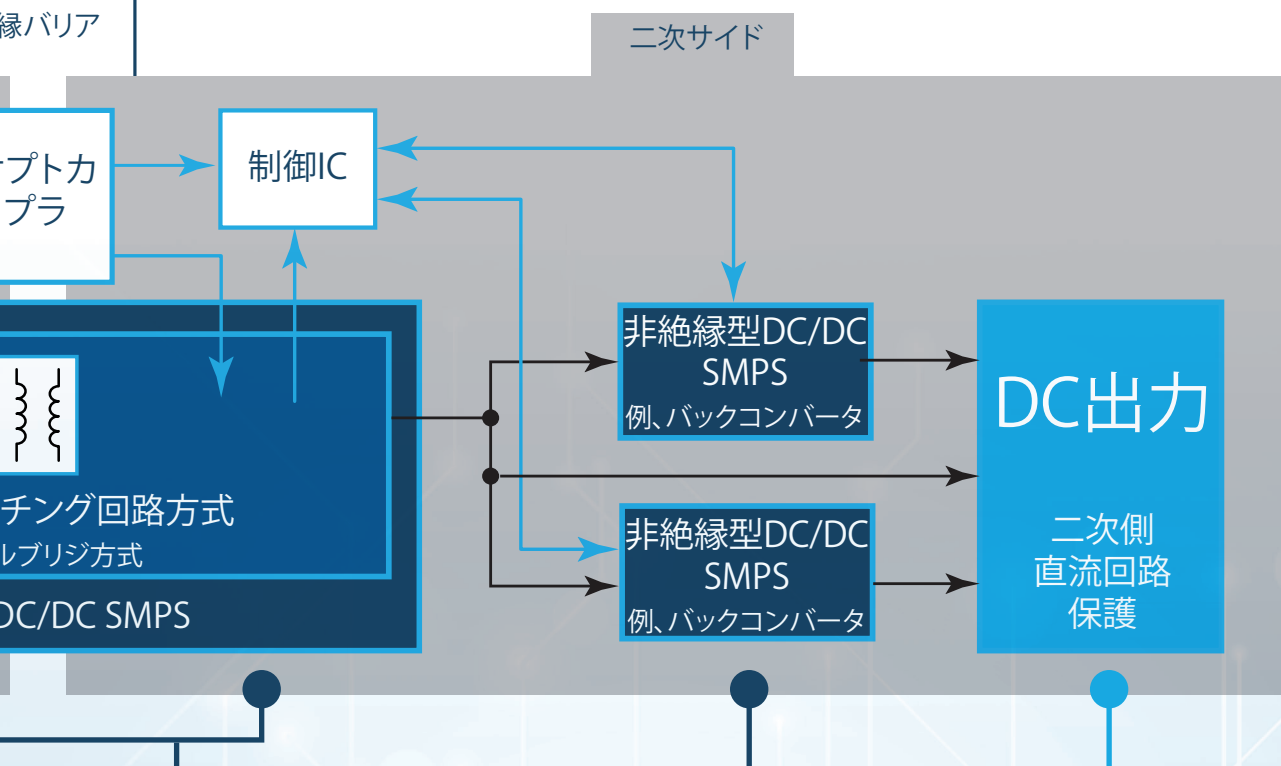 縁バリア
二次サイド
オプトカ
プラ
制御IC
非絶縁型DC/DC
SMPS
例、バックコンバータ
DC出力
二次側
直流回路
保護
チング回路方式
ルブリジ方式
DC/DC SMPS
非絶縁型DC/DC
SMPS
例、バックコンバータ